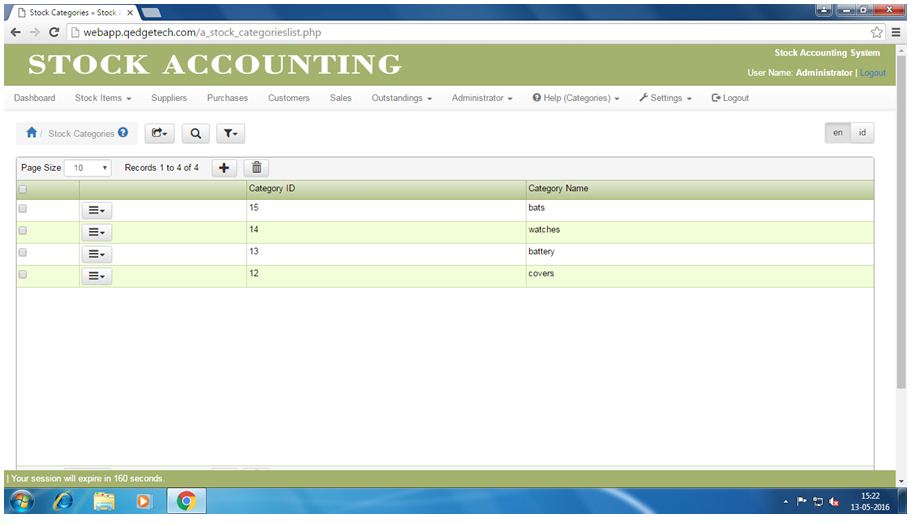 Stock Categories « Stock A
webapp.qedgetech.com/a_stock_categorieslist.php
STOCK ACCOUNTING
Stock Accounting System
User Name: Administrator | Logout
Dashboard Stock Items Suppliers Purchases Customers Sales Outstandings Administrator Help (Categories) Settings Logout
/ Stock Categories
en id
Page Size 10 Records 1 to 4 of 4
Category ID Category Name
15 bats
14 watches
13 battery
12 covers
| Your session will expire in 160 seconds.
15:22
13-05-2016